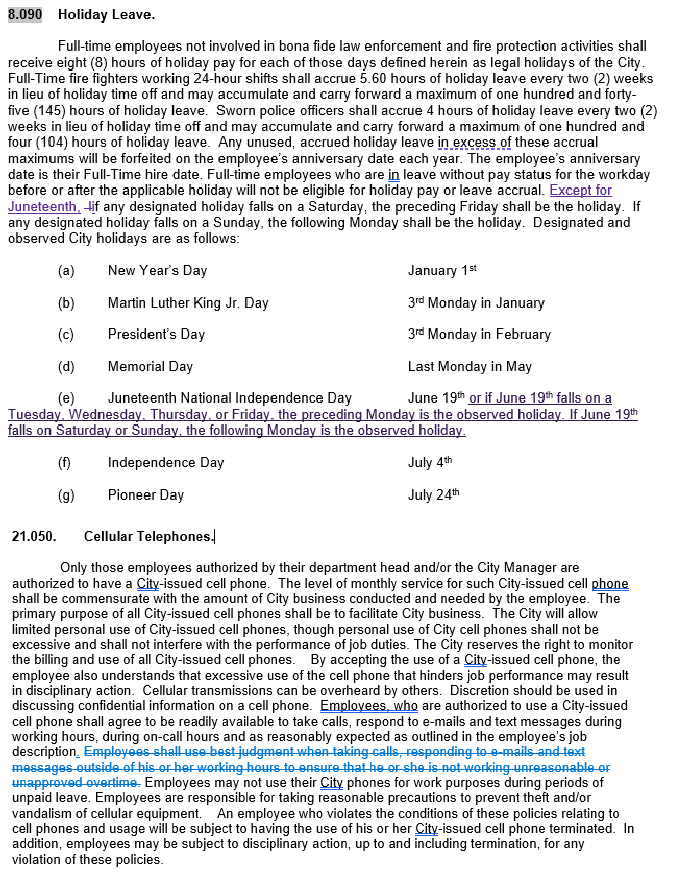 8.090 Holiday Leave.
Full-time employees not involved in bona fide law enforcement and fire protection activities shall
receive eight (8) hours of holiday pay for each of those days defined herein as legal holidays of the City.
Full-Time fire fighters working 24-hour shifts shall accrue 5.60 hours of holiday leave every two (2) weeks
in lieu of holiday time off and may accumulate and carry forward a maximum of one hundred and forty-
five (145) hours of holiday leave. Sworn police officers shall accrue 4 hours of holiday leave every two (2)
weeks in lieu of holiday time off and may accumulate and carry forward a maximum of one hundred and
four (104) hours of holiday leave. Any unused, accrued holiday leave in excess of these accrual
maximums will be forfeited on the employee's anniversary date each year. The employee's anniversary
date is their Full-Time hire date. Full-time employees who are in leave without pay status for the workday
before or after the applicable holiday will not be eligible for holiday pay or leave accrual. Except for
Juneteenth, Iif any designated holiday falls on a Saturday, the preceding Friday shall be the holiday. If
any designated holiday falls on a Sunday, the following Monday shall be the holiday. Designated and
observed City holidays are as follows:
(a) New Year's Day January 1st
(b) Martin Luther King Jr. Day 3rd Monday in January
(c) President's Day 3rd Monday in February
(d) Memorial Day Last Monday in May
(e) Juneteenth National Independence Day June 19th or if June 19th falls on a
Tuesday, Wednesday, Thursday, or Friday, the preceding Monday is the observed holiday. If June 19th
falls on Saturday or Sunday, the following Monday is the observed holiday.
(f) Independence Day July 4th
(g) Pioneer Day July 24th
21.050. Cellular Telephones.
Only those employees authorized by their department head and/or the City Manager are
authorized to have a City-issued cell phone. The level of monthly service for such City-issued cell phone
shall be commensurate with the amount of City business conducted and needed by the employee. The
primary purpose of all City-issued cell phones shall be to facilitate City business. The City will allow
limited personal use of City-issued cell phones, though personal use of City cell phones shall not be
excessive and shall not interfere with the performance of job duties. The City reserves the right to monitor
the billing and use of all City-issued cell phones. By accepting the use of a City-issued cell phone, the
employee also understands that excessive use of the cell phone that hinders job performance may result
in disciplinary action. Cellular transmissions can be overheard by others. Discretion should be used in
discussing confidential information on a cell phone. Employees, who are authorized to use a City-issued
cell phone shall agree to be readily available to take calls, respond to e-mails and text messages during
working hours, during on-call hours and as reasonably expected as outlined in the employee's job
description. Employees shall use best judgment when taking calls, responding to e-mails and text
messages outside of his or her working hours to ensure that he or she is not working unreasonable or
unapproved overtime. Employees may not use their City phones for work purposes during periods of
unpaid leave. Employees are responsible for taking reasonable precautions to prevent theft and/or
vandalism of cellular equipment. An employee who violates the conditions of these policies relating to
cell phones and usage will be subject to having the use of his or her City-issued cell phone terminated. In
addition, employees may be subject to disciplinary action, up to and including termination, for any
violation of these policies.